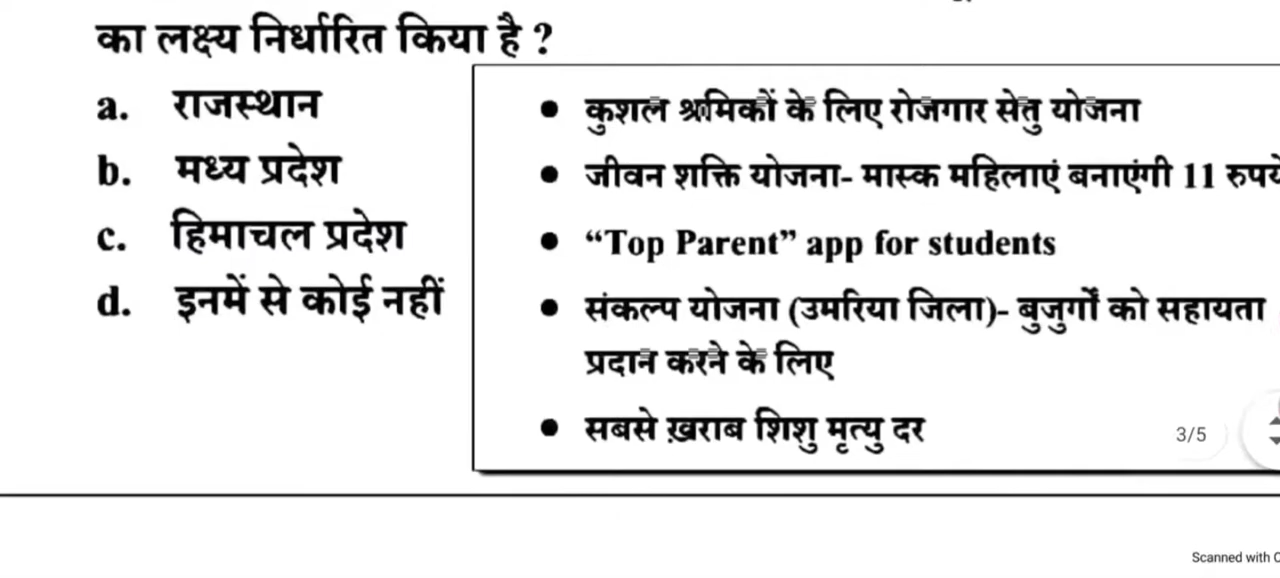 का लक्ष्य निर्धारित किया है ?
a. राजस्थान
b. मध्य प्रदेश
c. हिमाचल प्रदेश
d. इनमें से कोई नहीं
• कुशल श्रमिकों के लिए रोजगार सेतु योजना
• जीवन शक्ति योजना- मास्क महिलाएं बनाएंगी 11 रुपये
• “Top Parent” app for students
• संकल्प योजना (उमरिया जिला)- बुजुर्गों को सहायता
प्रदान करने के लिए
• सबसे ख़राब शिशु मृत्यु दर
3/5
Scanned with